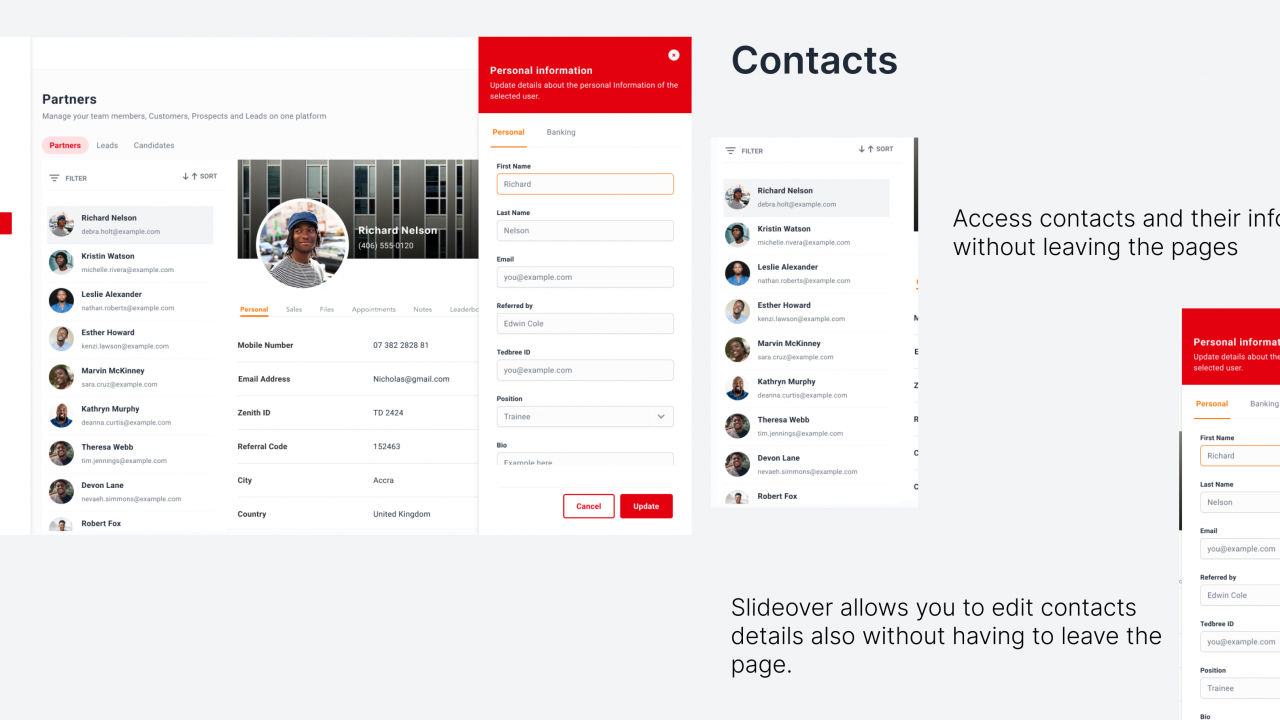 Partners
Manage your team members, Customers, Prospects and Leads on one platform
Partners Leads Candidates
FILTER SORT
Richard Nelson
debra.holt@example.com
Kristin Watson
michelle.rivera@example.com
Leslie Alexander
nathan.roberts@example.com
Esther Howard
kenzi.lawson@example.com
Marvin McKinney
sara.cruz@example.com
Kathryn Murphy
deanna.curtis@example.com
Theresa Webb
tim.jennings@example.com
Devon Lane
nevaeh.simmons@example.com
Robert Fox
Richard Nelson
(406) 555-0120
Personal Sales Files Appointments Notes Leaderbo
Mobile Number 07 382 2828 81
Email Address Nicholas@gmail.com
Zenith ID TD 2424
Referral Code 152463
City Accra
Country United Kingdom
Personal information
Update details about the personal Information of the
selected user.
Personal Banking
First Name
Richard
Last Name
Nelson
Email
you@example.com
Referred by
Edwin Cole
Tedbree ID
you@example.com
Position
Trainee
Bio
Example here
Cancel Update
Contacts
FILTER SORT
Richard Nelson
debra.holt@example.com
Kristin Watson
michelle.rivera@example.com
Leslie Alexander
nathan.roberts@example.com
Esther Howard
kenzi.lawson@example.com
Marvin McKinney
sara.cruz@example.com
Kathryn Murphy
deanna.curtis@example.com
Theresa Webb
tim.jennings@example.com
Devon Lane
nevaeh.simmons@example.com
Robert Fox
Access contacts and their info
without leaving the pages
Slideover allows you to edit contacts
details also without having to leave the
page.
Personal informat
Update details about the
selected user.
Personal Banking
First Name
Richard
Last Name
Nelson
Email
you@example.com
Referred by
Edwin Cole
Tedbree ID
you@example.com
Position
Trainee
Bio